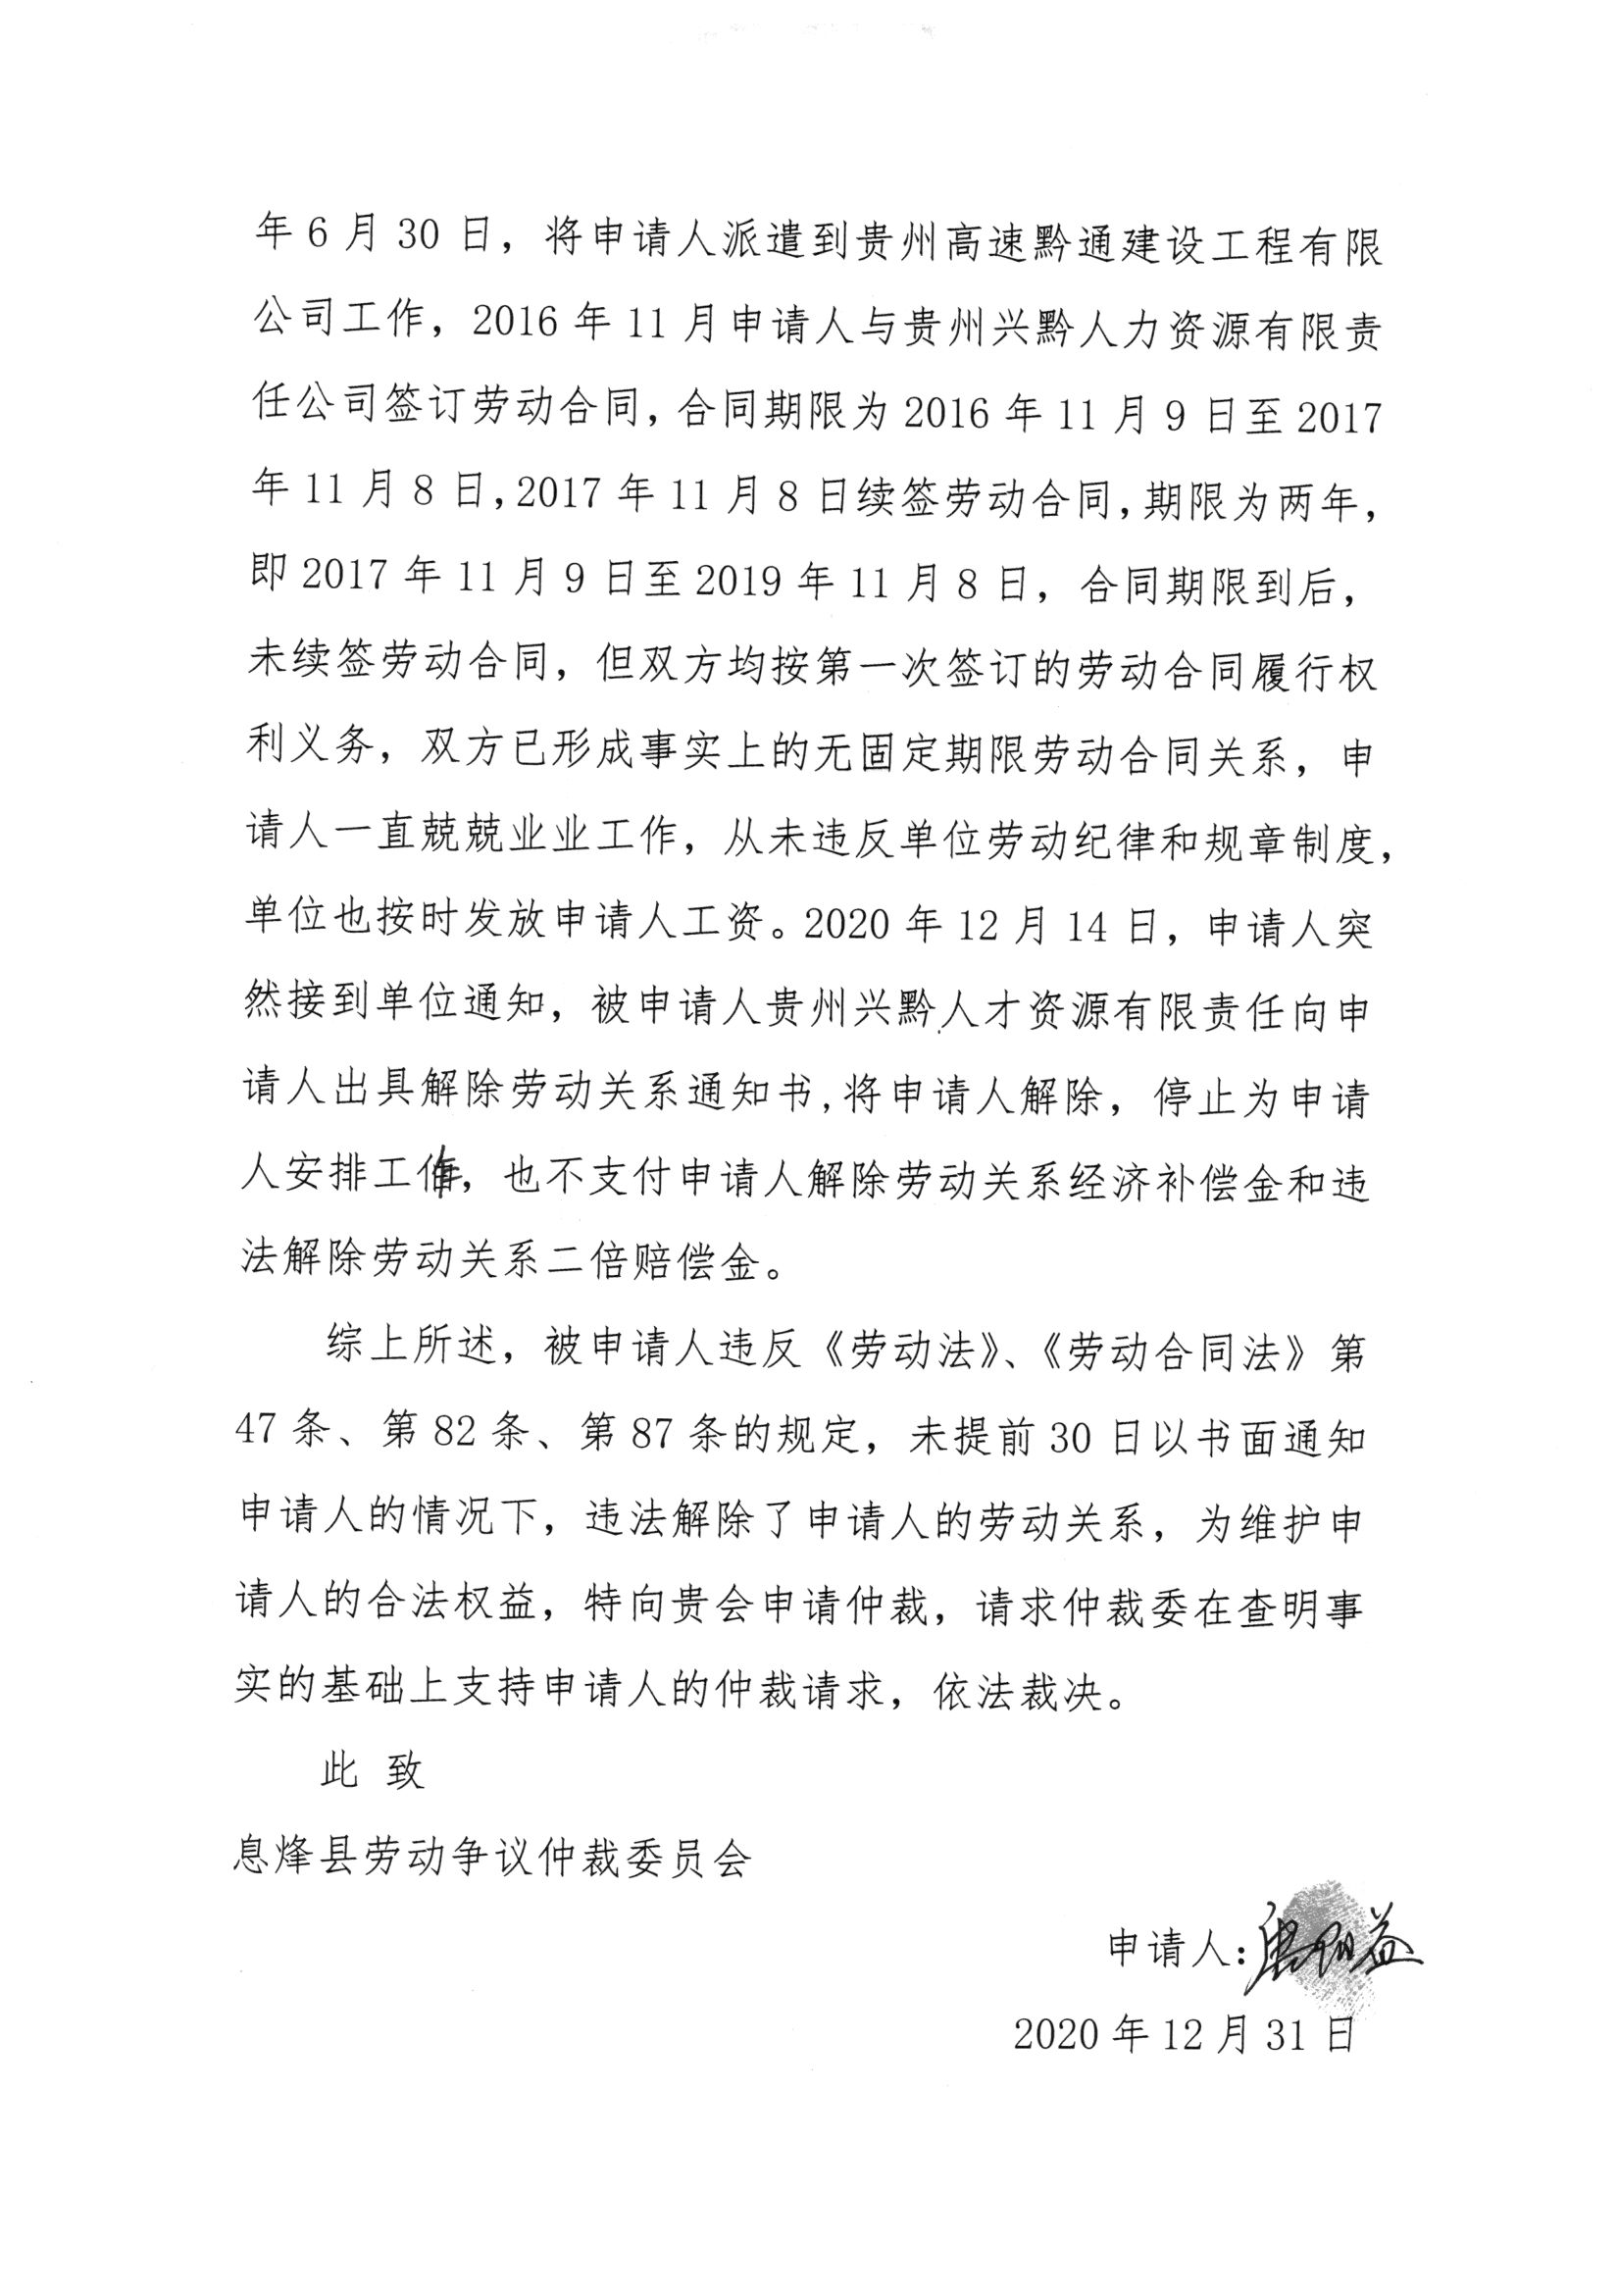 年 6 月 30 日，将申请人派遣到贵州高速黔通建设工程有限
公司工作，2016 年 11 月申请人与贵州兴黔人力资源有限责
任公司签订劳动合同，合同期限为 2016 年 11 月 9 日至 2017
年 11 月 8 日，2017 年 11 月 8 日续签劳动合同，期限为两年，
即 2017 年 11 月 9 日至 2019 年 11 月 8 日，合同期限到后，
未续签劳动合同，但双方均按第一次签订的劳动合同履行权
利义务，双方已形成事实上的无固定期限劳动合同关系，申
请人一直兢兢业业工作，从未违反单位劳动纪律和规章制度，
单位也按时发放申请人工资。2020 年 12 月 14 日，申请人突
然接到单位通知，被申请人贵州兴黔人才资源有限责任向申
请人出具解除劳动关系通知书,将申请人解除，停止为申请
人安排工作，也不支付申请人解除劳动关系经济补偿金和违
法解除劳动关系二倍赔偿金。
综上所述，被申请人违反《劳动法》、《劳动合同法》第
47 条、第 82 条、第 87 条的规定，未提前 30 日以书面通知
申请人的情况下，违法解除了申请人的劳动关系，为维护申
请人的合法权益，特向贵会申请仲裁，请求仲裁委在查明事
实的基础上支持申请人的仲裁请求，依法裁决。
此 致
息烽县劳动争议仲裁委员会
申请人：
2020 年 12 月 31 日